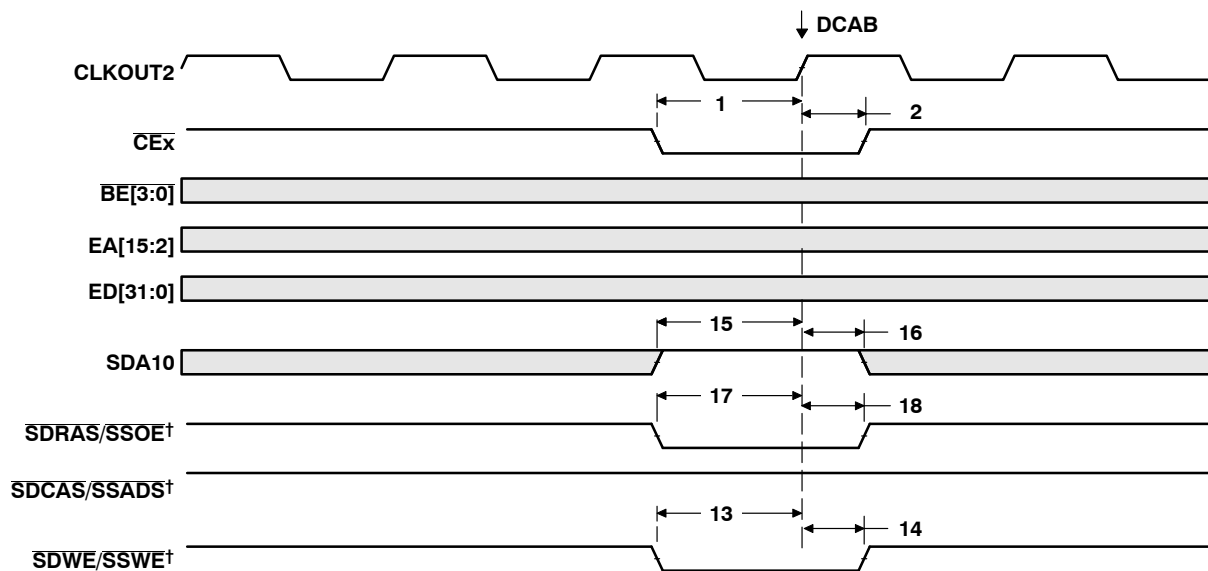 DCAB
CLKOUT2
1
2
CEx
BE[3:0]
EA[15:2]
ED[31:0]
15
16
SDA10
17
18
SDRAS/SSOE†
SDCAS/SSADS†
13
14
SDWE/SSWE†